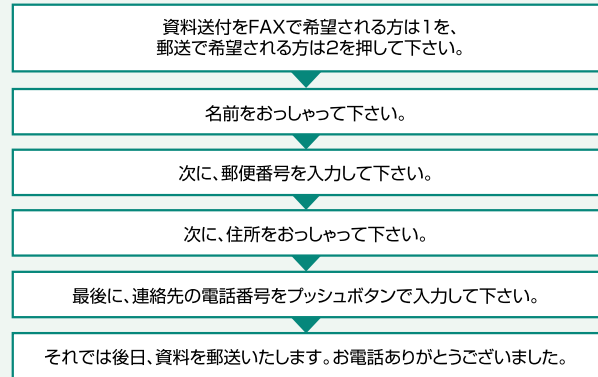 資料送付をFAXで希望される方は1を、
郵送で希望される方は2を押して下さい。
名前をおっしゃって下さい。
次に、郵便番号を入力して下さい。
次に、住所をおっしゃって下さい。
最後に、連絡先の電話番号をプッシュボタンで入力して下さい。
それでは後日、資料を郵送いたします。お電話ありがとうございました。